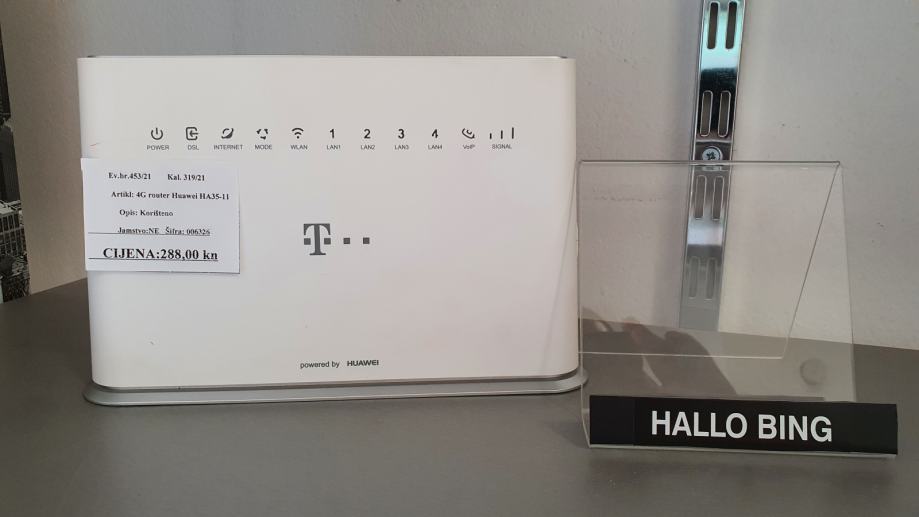 POWER DSL INTERNET MODE WLAN 1 LAN1 2 LAN2 3 LAN3 4 LAN4 VoIP SIGNAL
Ev.br.453/21 Kal. 319/21
Artikl: 4G router Huawei HA35-11
Opis: Korišteno
Jamstvo:NE Šifra: 006326
CIJENA:288,00 kn
T
powered by HUAWEI
HALLO BING